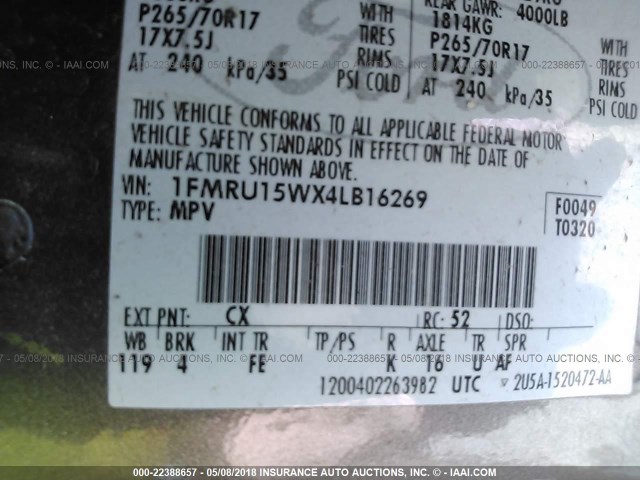 REAR GAWR: 4000LB
P265/70R17 WITH 1814KG WITH
17X7.5J TIRES P265/70R17 TIRES
RIMS 17X7.5J RIMS
AT 240 kPa/35 PSI COLD AT 240 kPa/35 PSI COLD
Ford
THIS VEHICLE CONFORMS TO ALL APPLICABLE FEDERAL MOTOR
VEHICLE SAFETY STANDARDS IN EFFECT ON THE DATE OF
MANUFACTURE SHOWN ABOVE.
VIN: 1FMRU15WX4LB16269
TYPE: MPV
F0049
T0320
EXT PNT: CX RC: 52 DSO:
WB BRK INT TR TP/PS R AXLE TR SPR
119 4 FE K 16 U AF
1200402263982 UTC 2U5A-1520472-AA
000-22388657 - 05/08/2018 - INSURANCE AUTO AUCTIONS - © - IAAI.COM